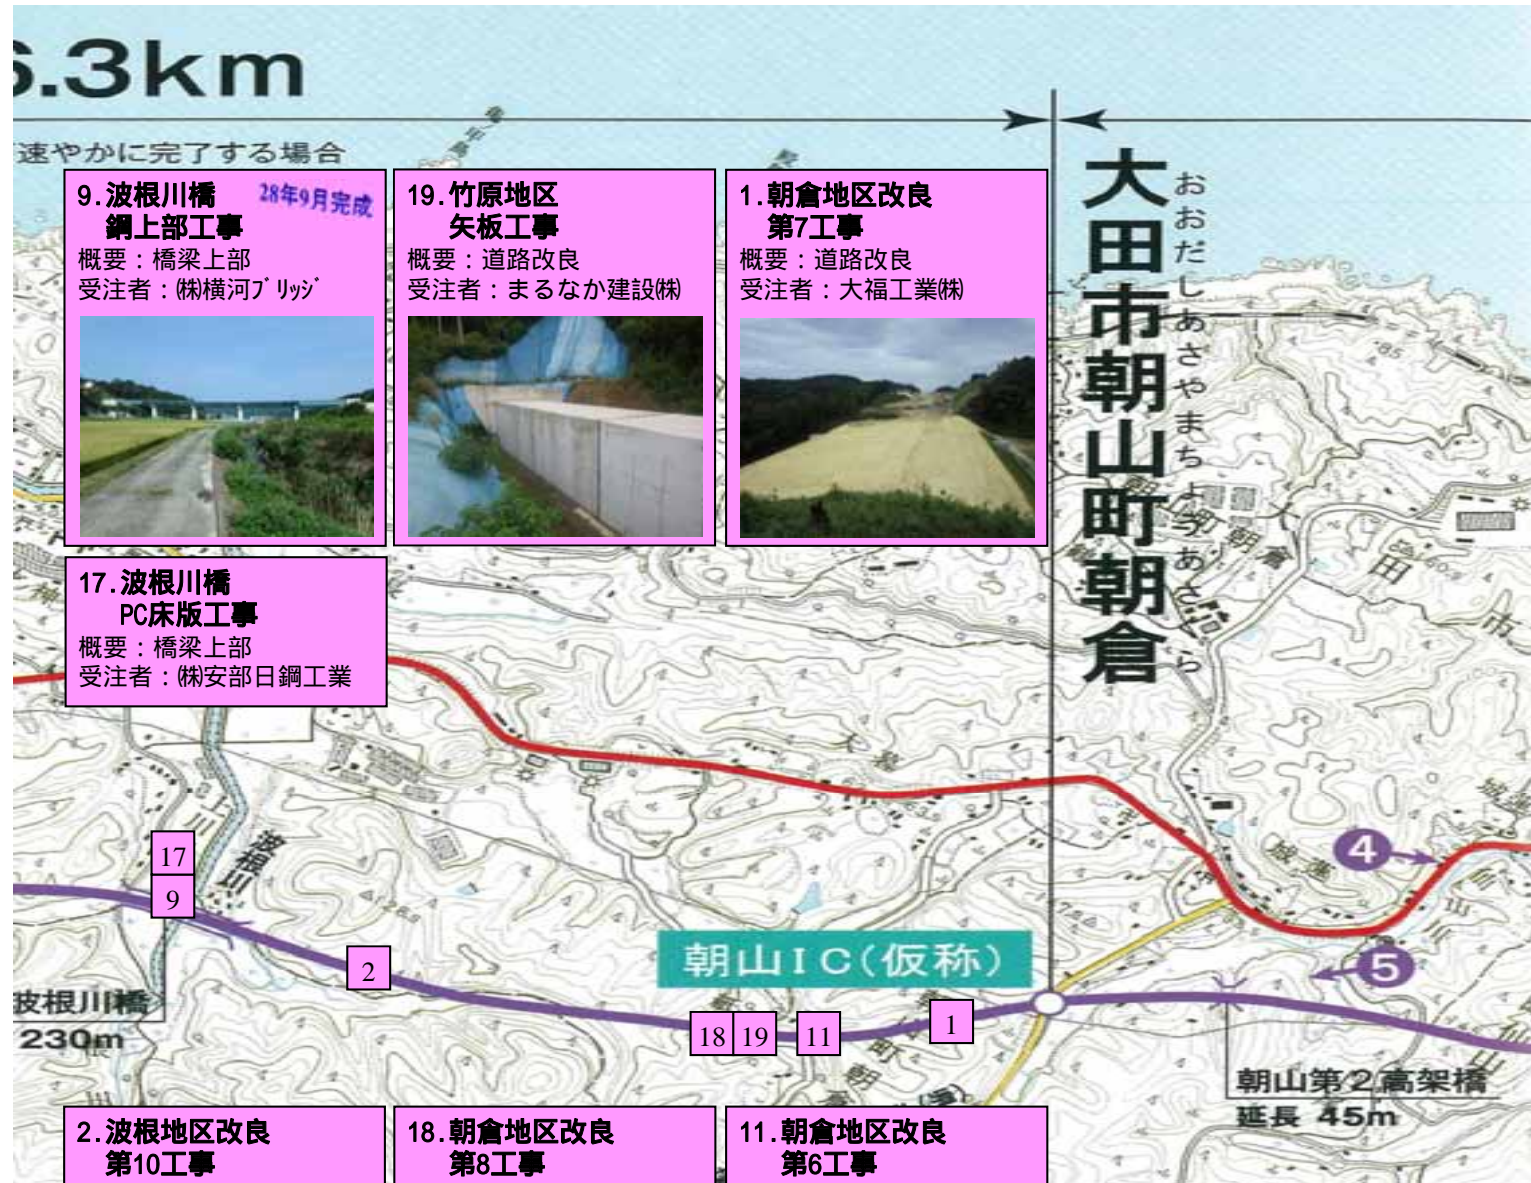 .3km
速やかに完了する場合
9.波根川橋
鋼上部工事
28年9月完成
概要：橋梁上部
受注者：㈱横河ブリッジ
19.竹原地区
矢板工事
概要：道路改良
受注者：まるなか建設㈱
1.朝倉地区改良
第7工事
概要：道路改良
受注者：大福工業㈱
大田市朝山町朝倉
おおだしあさやまちょうあさくら
17.波根川橋
PC床版工事
概要：橋梁上部
受注者：㈱安部日鋼工業
朝倉
田
市
大
上川
波根川
17
9
2
朝山IC(仮称)
18
19
11
1
4
5
波根川橋
230m
町
朝
朝山第2高架橋
延長 45m
2.波根地区改良
第10工事
18.朝倉地区改良
第8工事
11.朝倉地区改良
第6工事